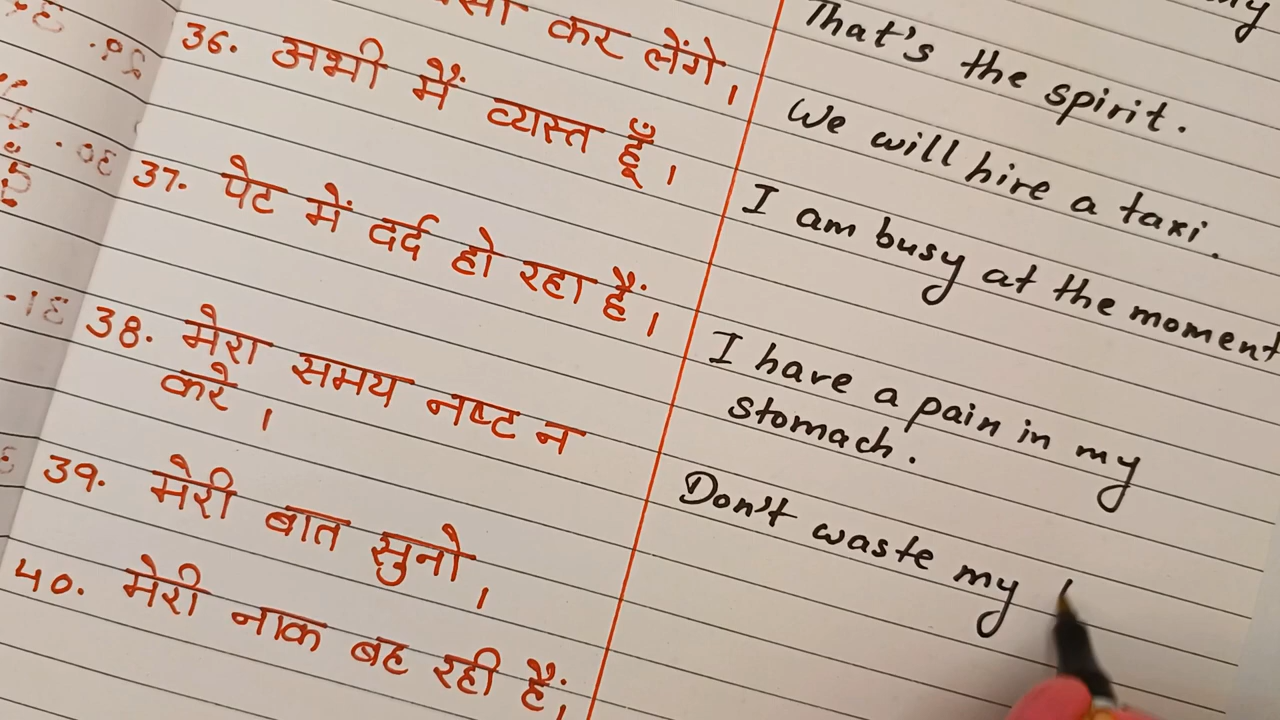 कर लेंगे।
36. अभी मैं व्यस्त हूँ।
37. पेट में दर्द हो रहा हैं।
38. मेरा समय नष्ट न
करे।
39. मेरी बात सुनो।
40. मेरी नाक बह रही हैं।
That's the spirit.
We will hire a taxi.
I am busy at the moment
I have a pain in my
stomach.
Don't waste my